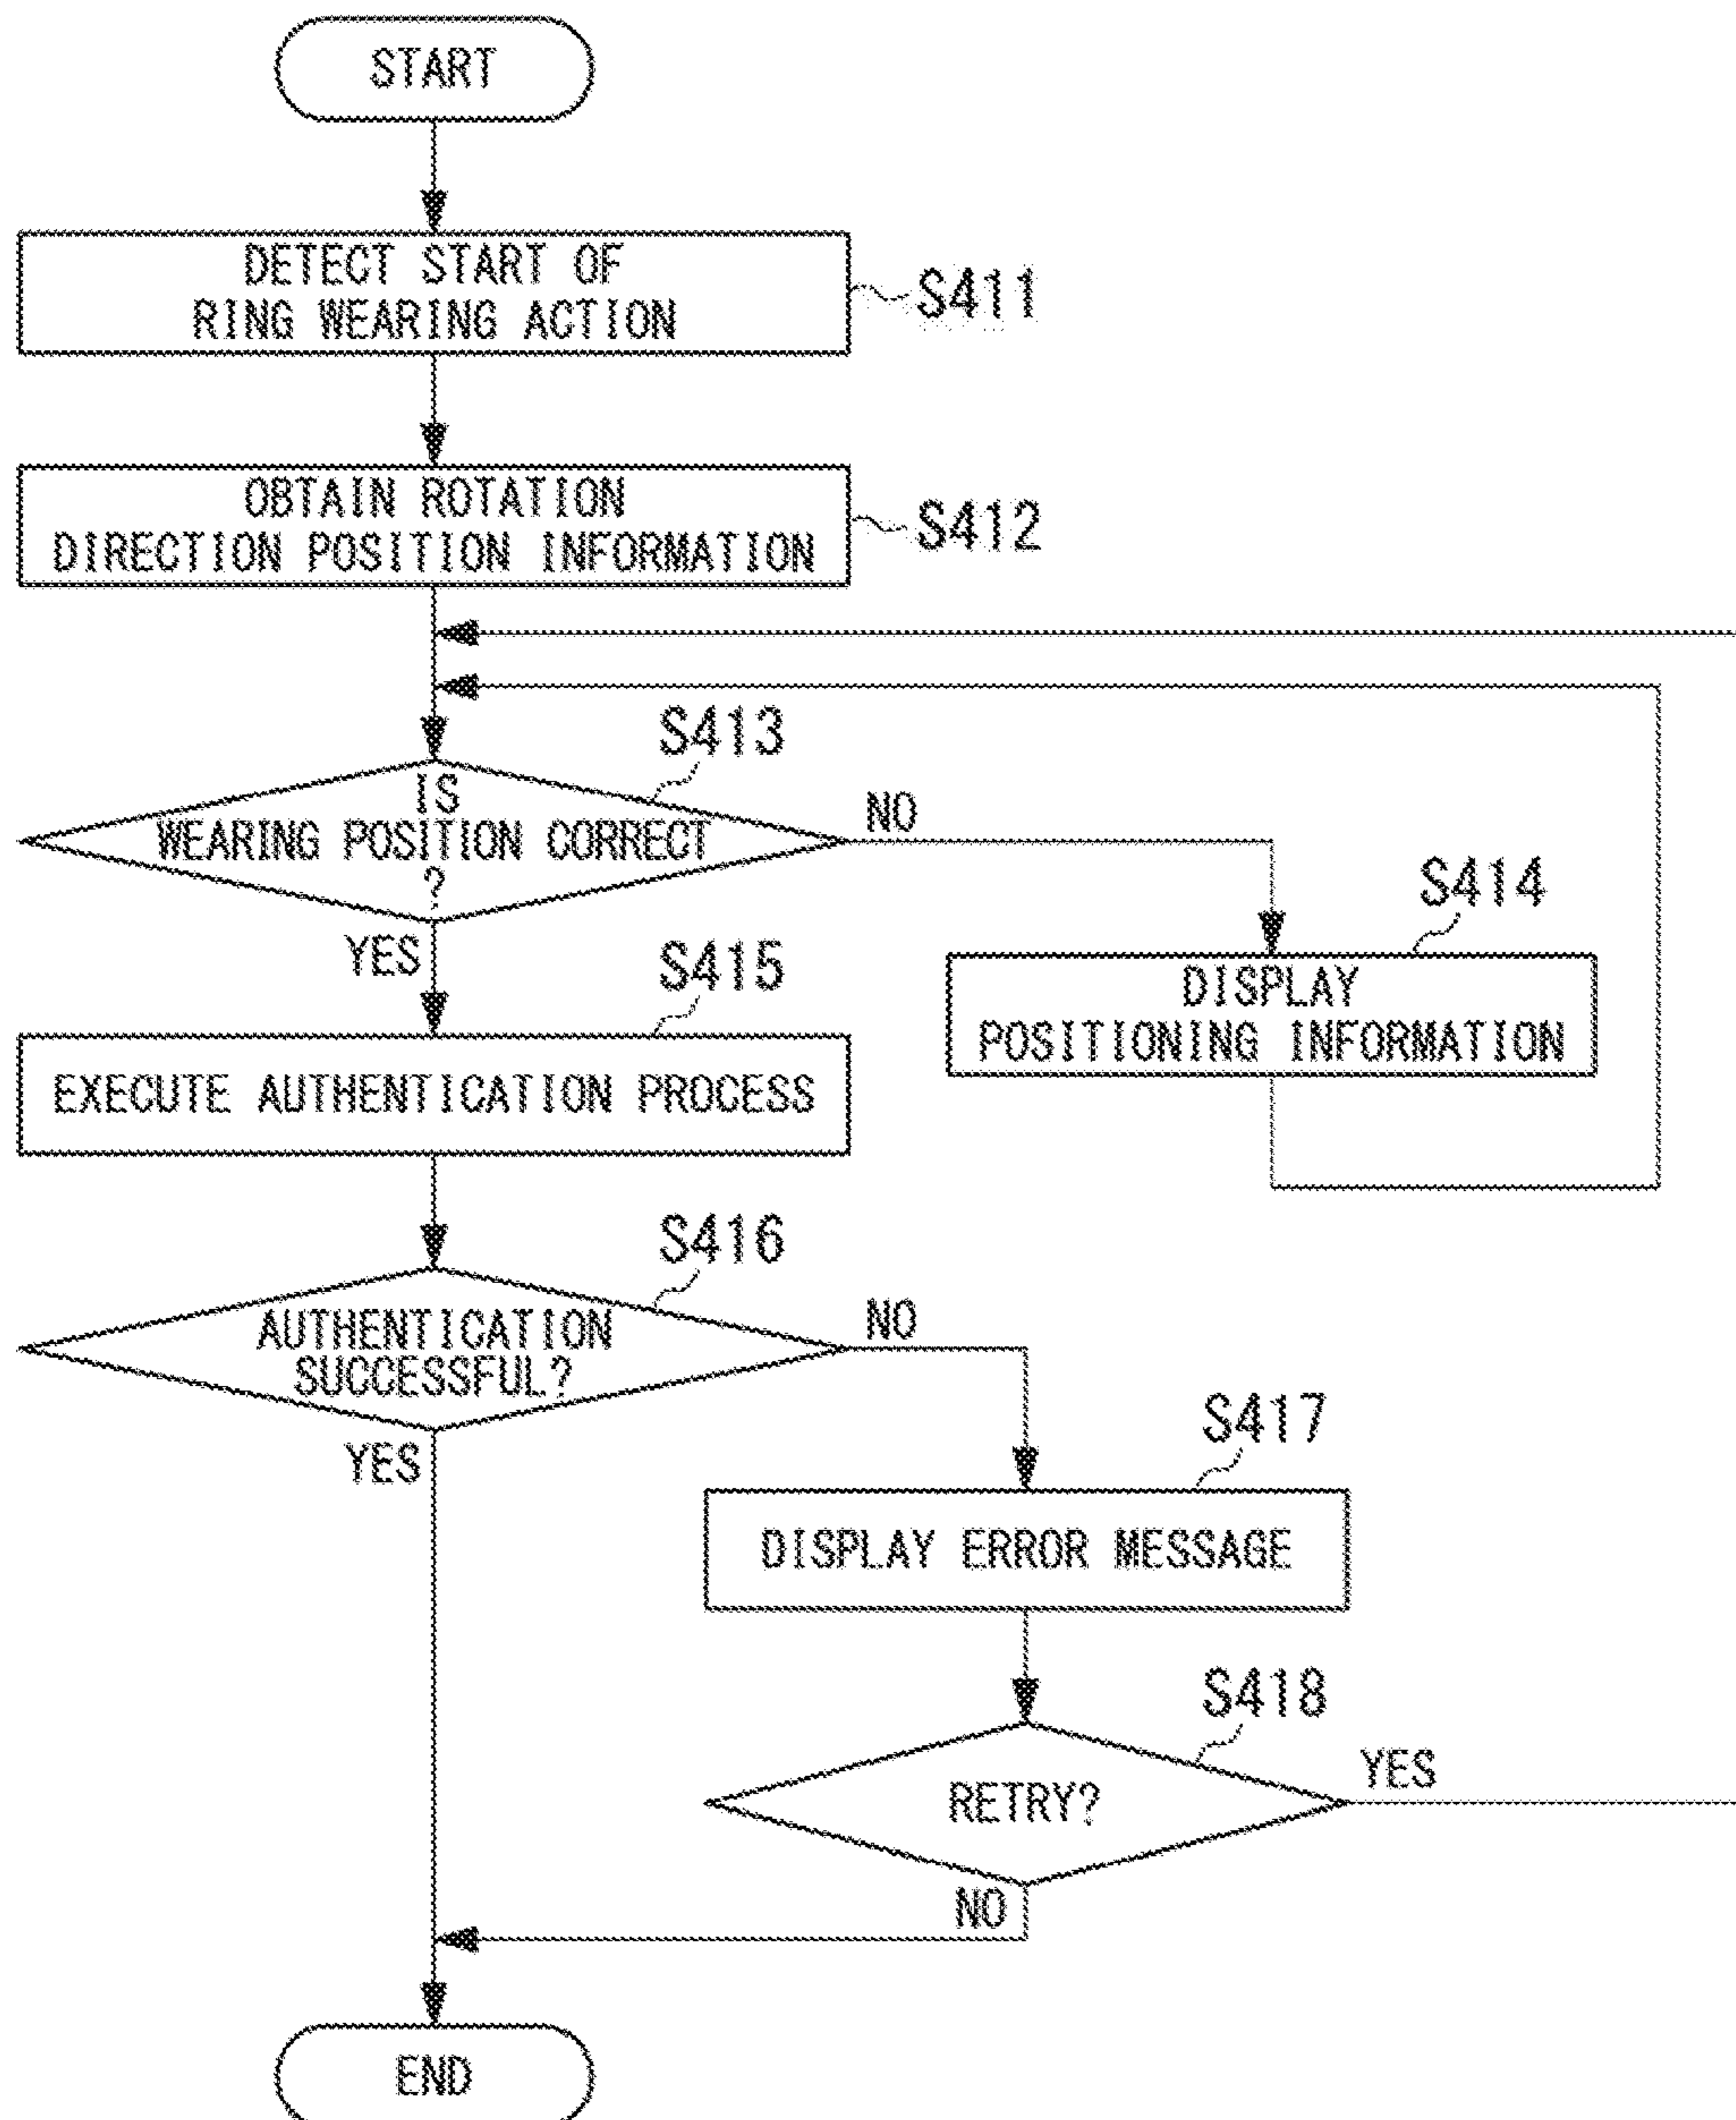 START
DETECT START OF
RING WEARING ACTION
S411
OBTAIN ROTATION
DIRECTION POSITION INFORMATION
S412
S413
IS
WEARING POSITION CORRECT
?
NO
YES
S414
DISPLAY
POSITIONING INFORMATION
S415
EXECUTE AUTHENTICATION PROCESS
S416
AUTHENTICATION
SUCCESSFUL?
NO
YES
S417
DISPLAY ERROR MESSAGE
S418
RETRY?
YES
NO
END